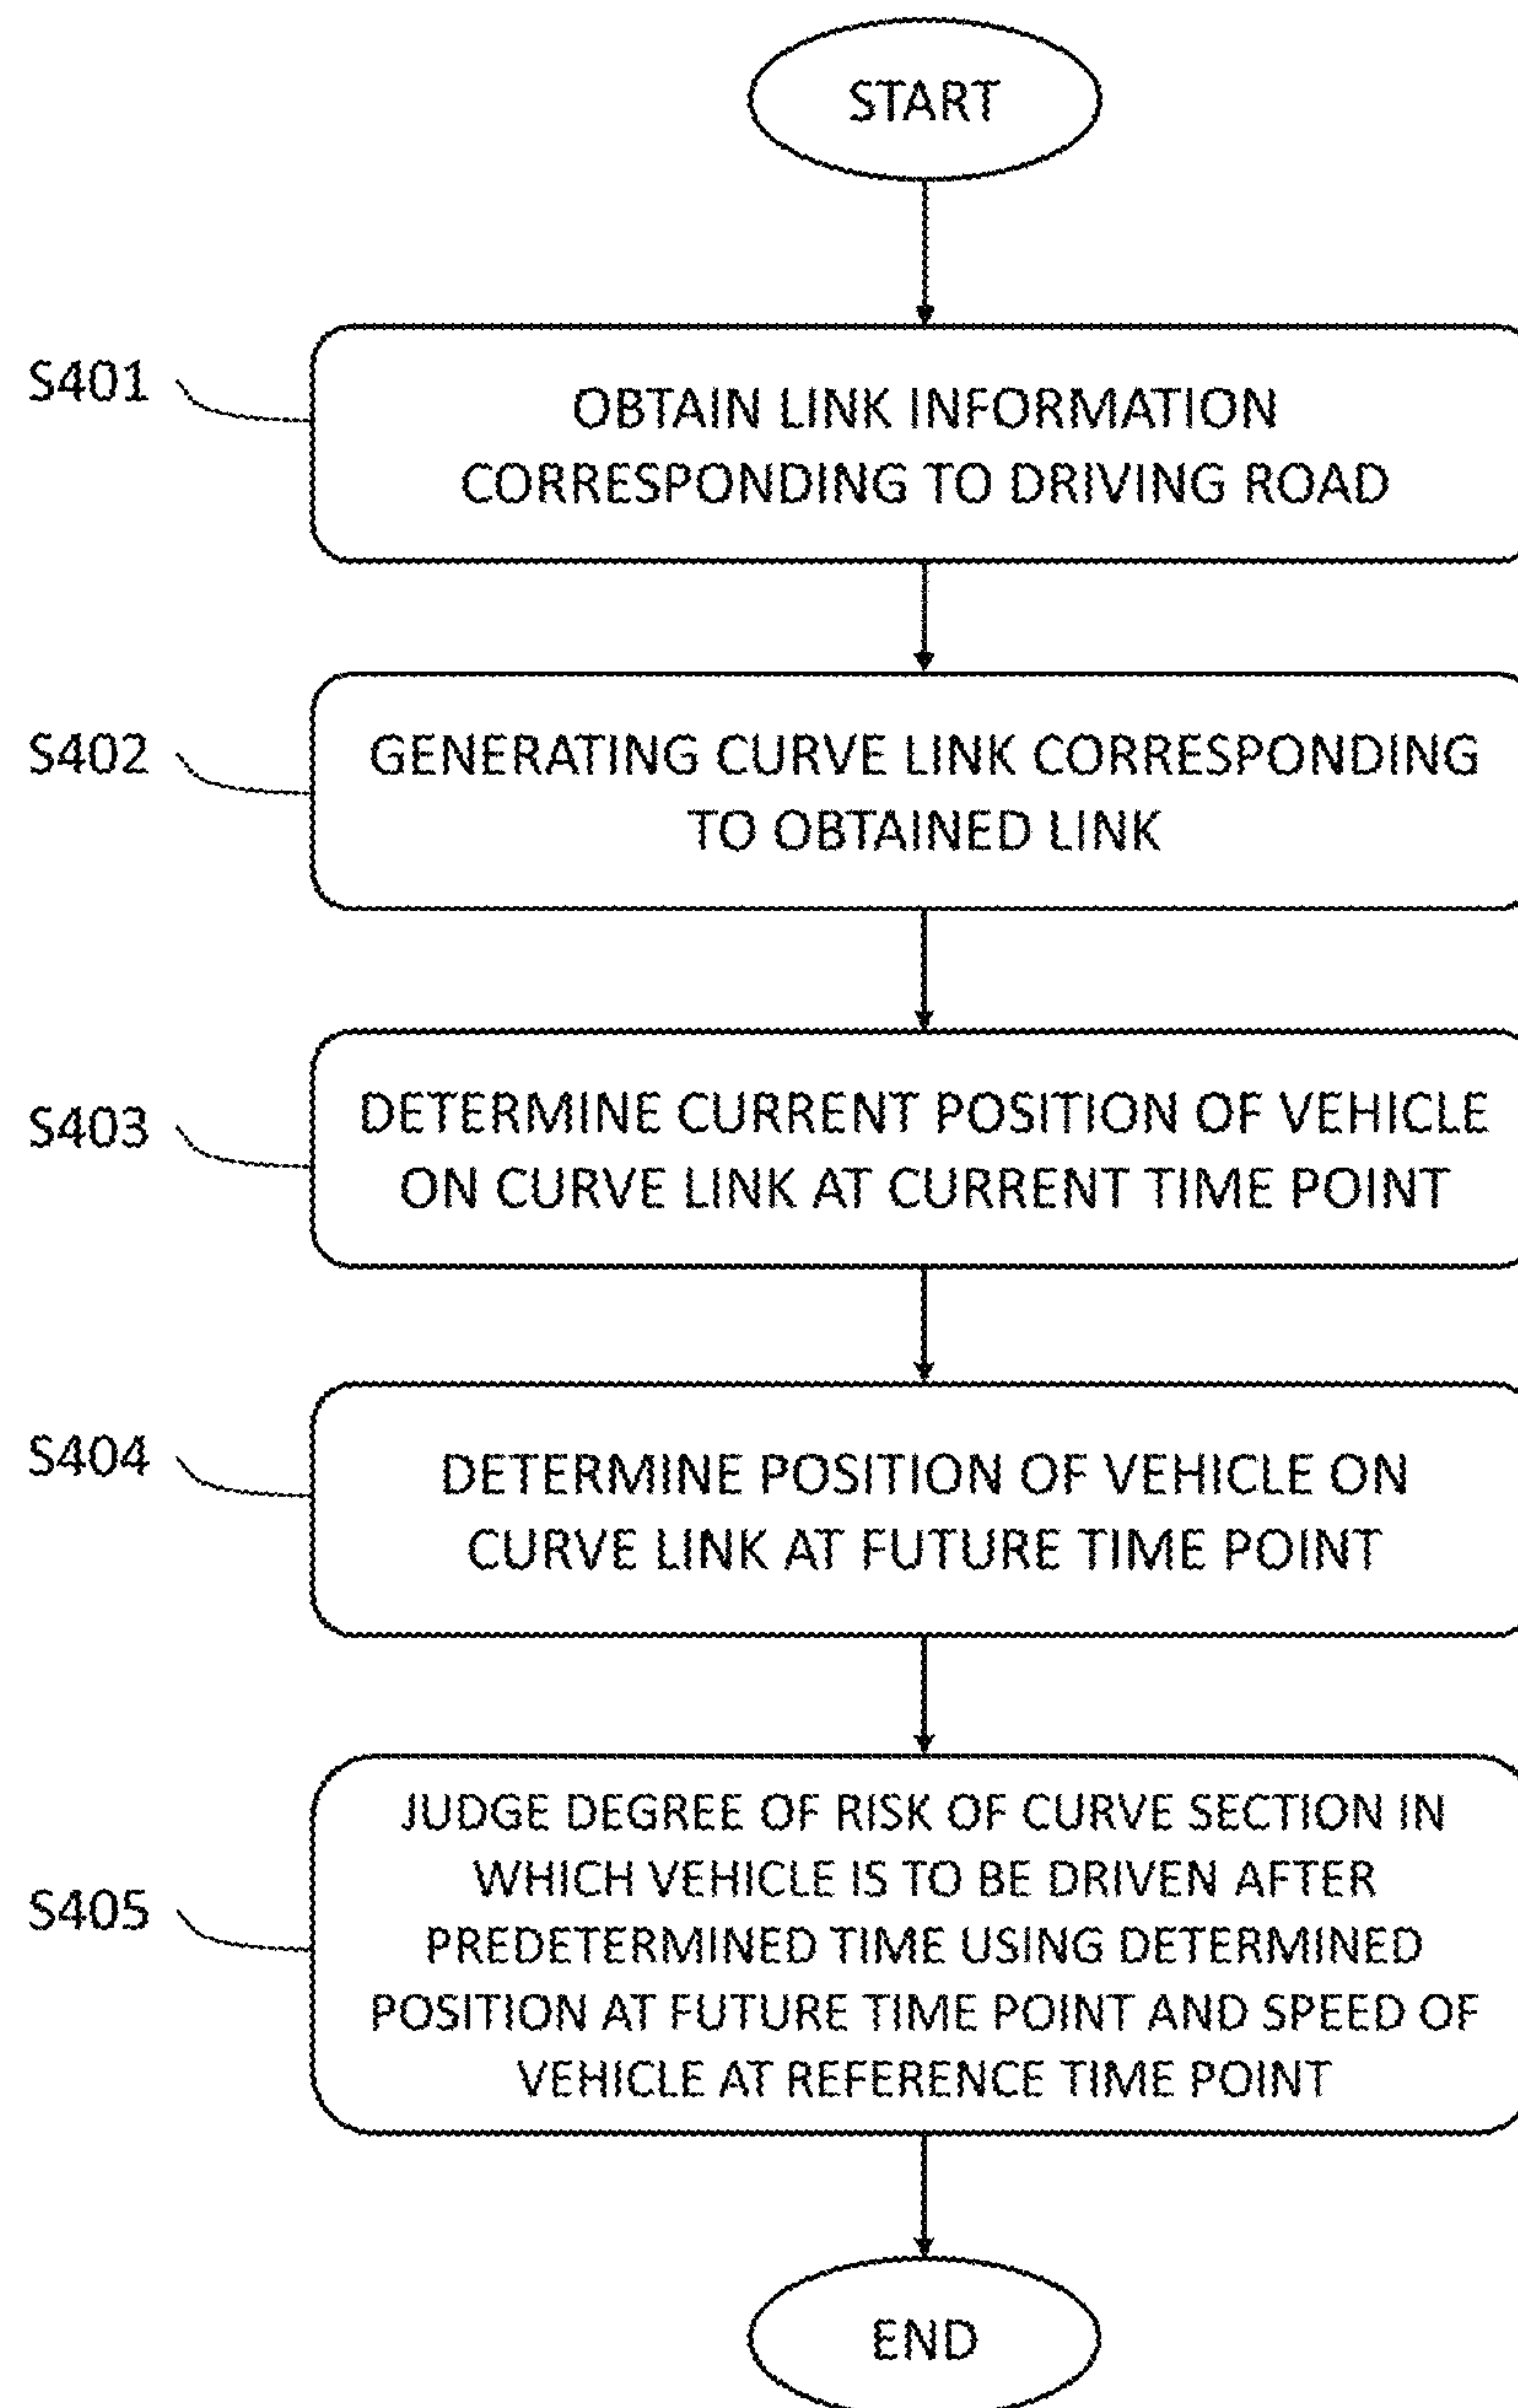 START
S401
OBTAIN LINK INFORMATION
CORRESPONDING TO DRIVING ROAD
S402
GENERATING CURVE LINK CORRESPONDING
TO OBTAINED LINK
S403
DETERMINE CURRENT POSITION OF VEHICLE
ON CURVE LINK AT CURRENT TIME POINT
S404
DETERMINE POSITION OF VEHICLE ON
CURVE LINK AT FUTURE TIME POINT
S405
JUDGE DEGREE OF RISK OF CURVE SECTION IN
WHICH VEHICLE IS TO BE DRIVEN AFTER
PREDETERMINED TIME USING DETERMINED
POSITION AT FUTURE TIME POINT AND SPEED OF
VEHICLE AT REFERENCE TIME POINT
END